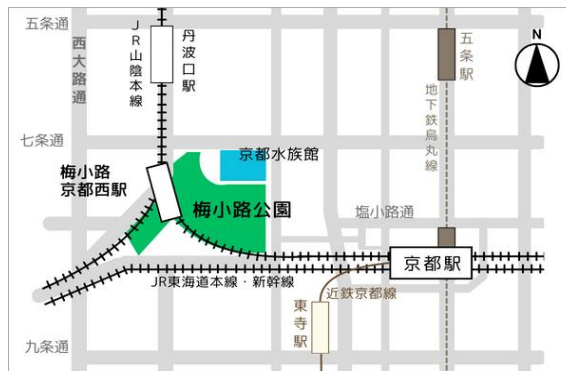 五条通
西大路通
JR山陰本線
丹波口駅
五条駅
N
地下鉄烏丸線
七条通
京都水族館
梅小路
京都西駅
梅小路公園
塩小路通
京都駅
JR東海道本線・新幹線
近鉄京都線
東寺駅
九条通